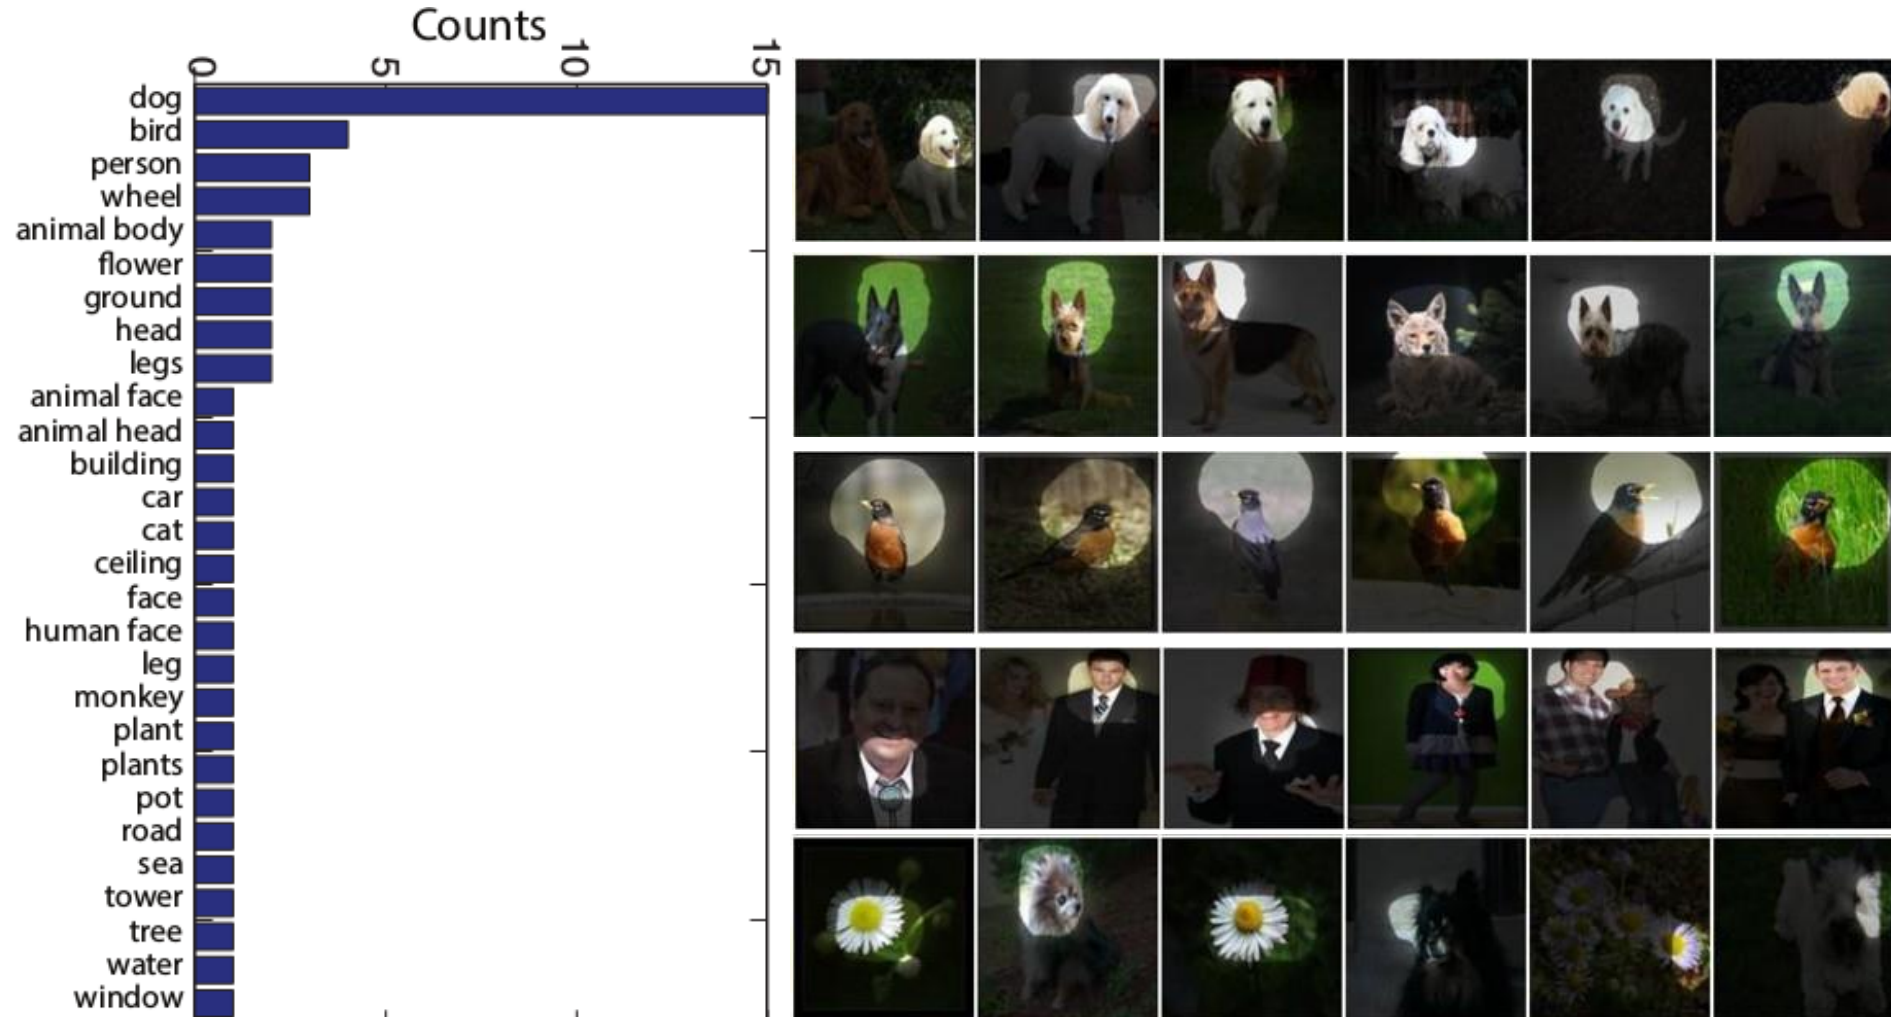 Counts
0 5 10 15
dog
bird
person
wheel
animal body
flower
ground
head
legs
animal face
animal head
building
car
cat
ceiling
face
human face
leg
monkey
plant
plants
pot
road
sea
tower
tree
water
window